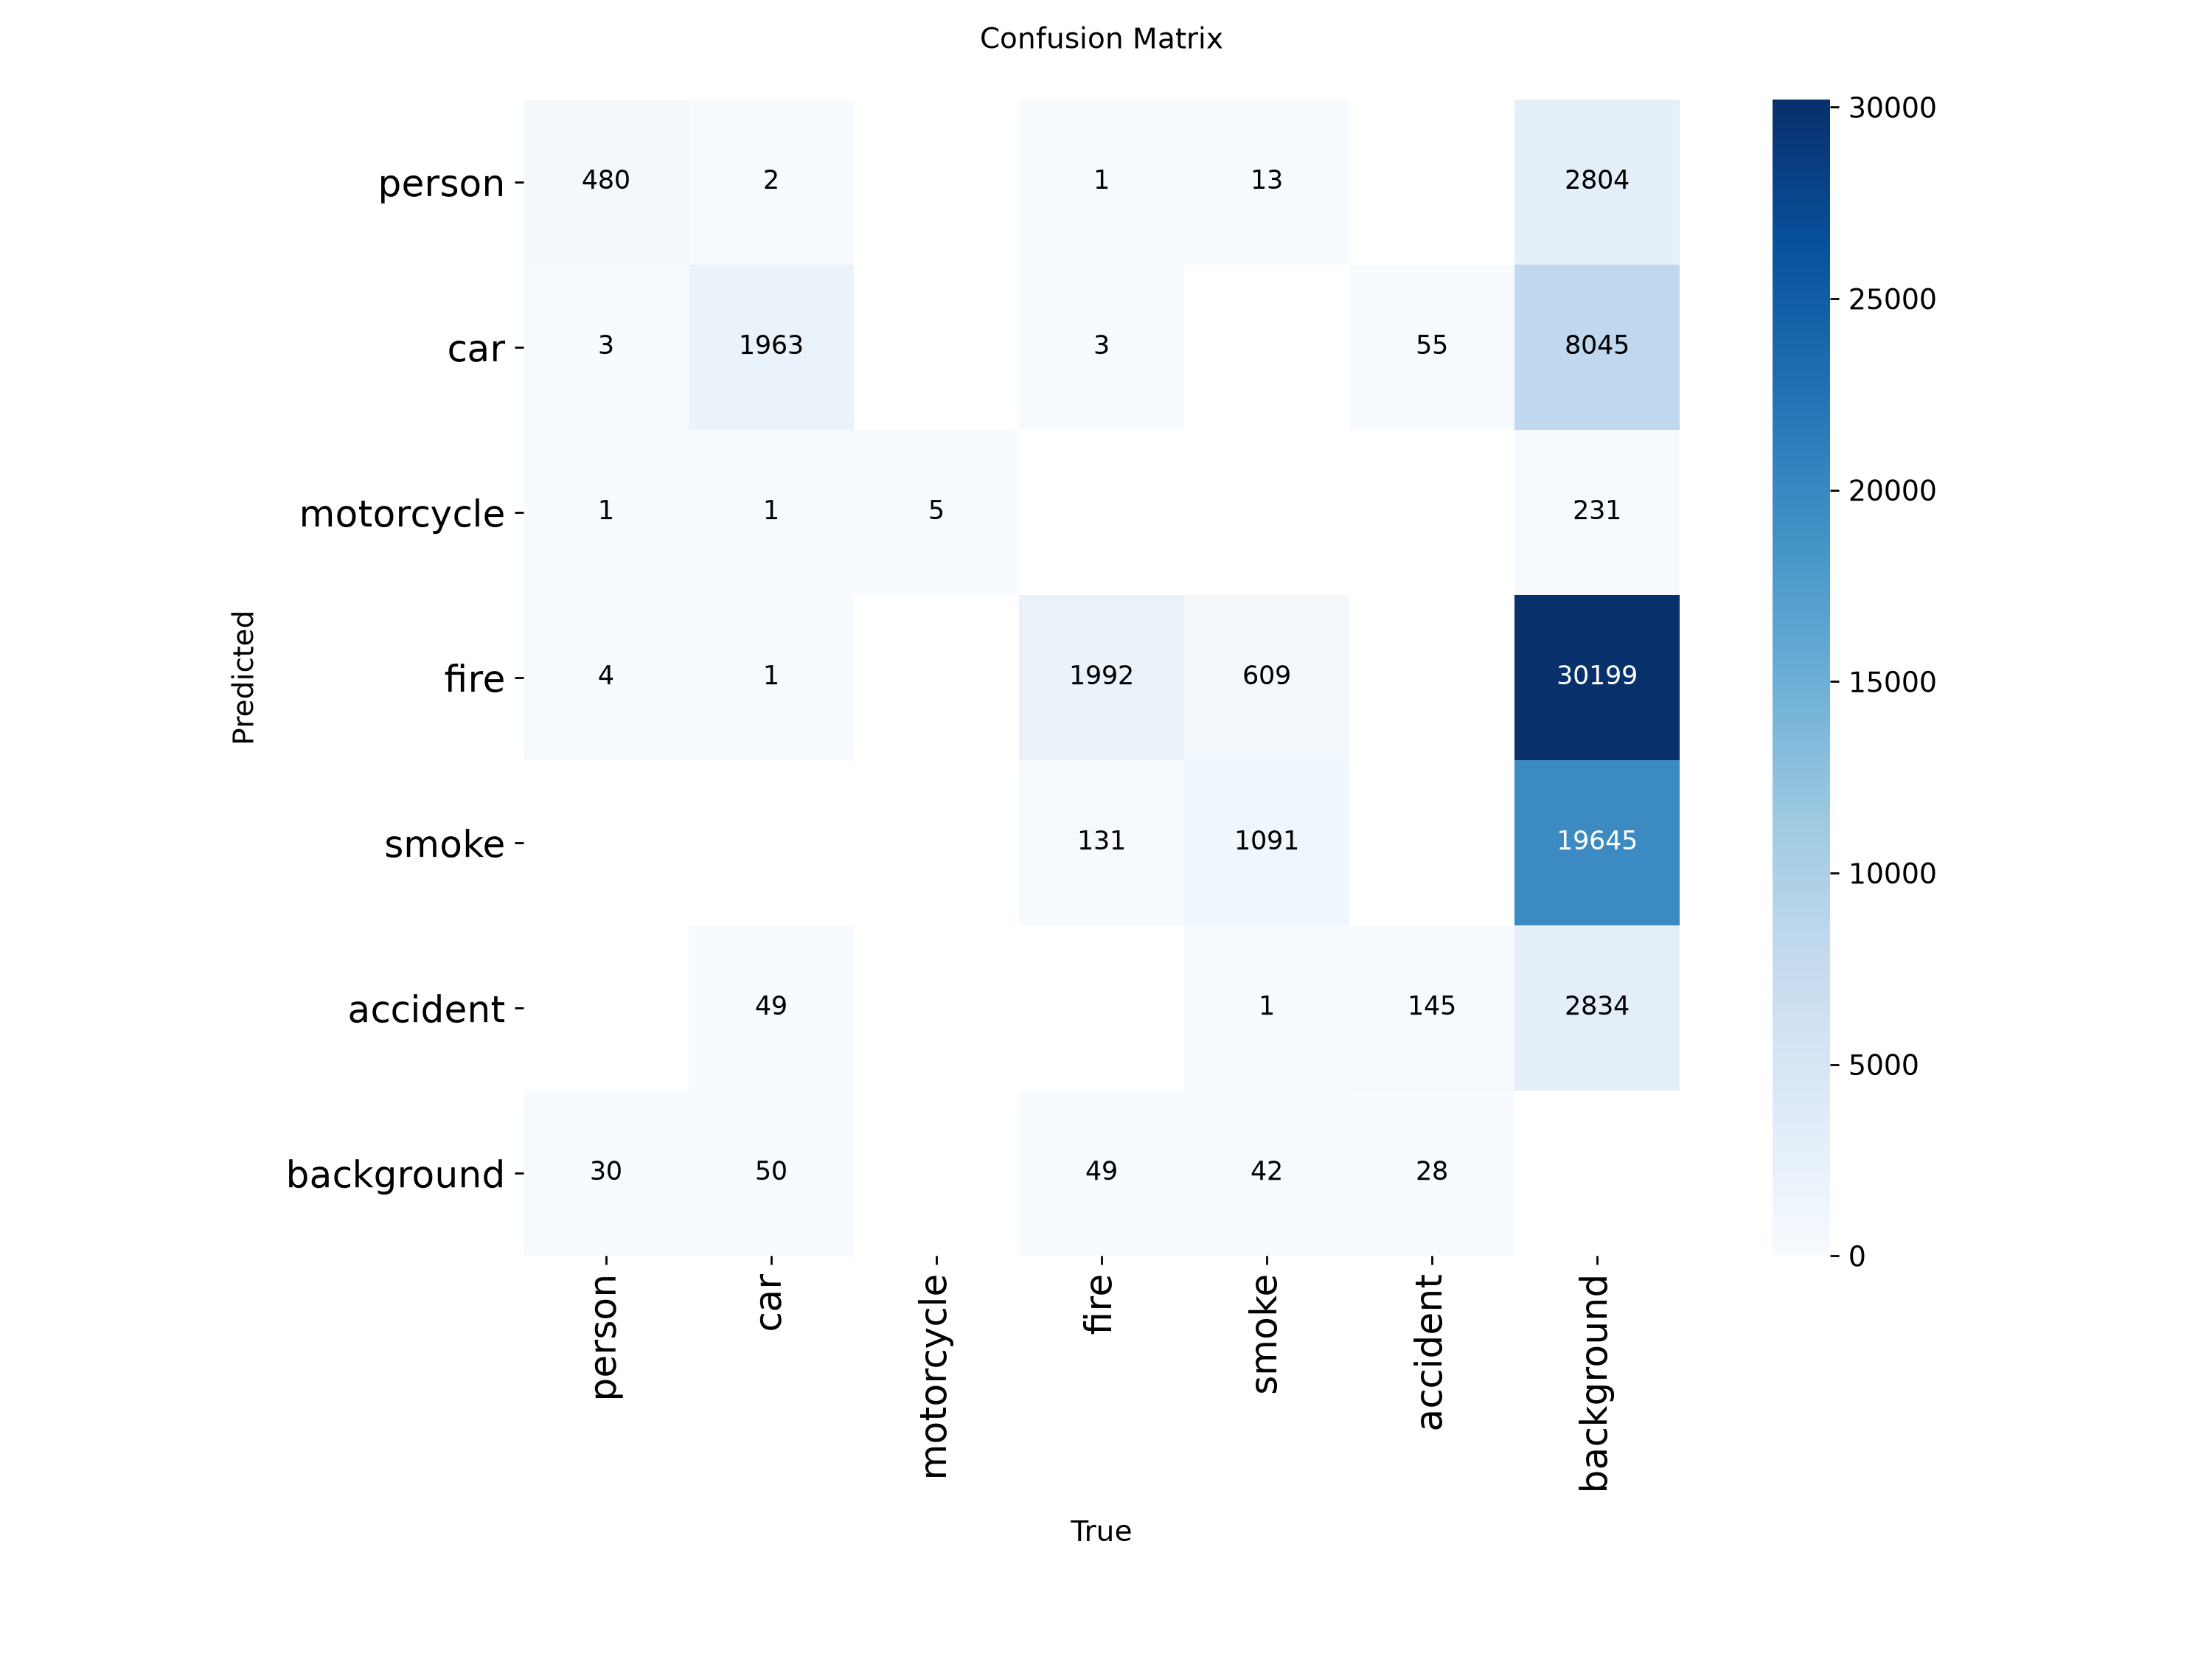 Confusion Matrix
person 480 2 1 13 2804
car 3 1963 3 55 8045
motorcycle 1 1 5 231
fire 4 1 1992 609 30199
smoke 131 1091 19645
accident 49 1 145 2834
background 30 50 49 42 28
Predicted
person car motorcycle fire smoke accident background
True
30000
25000
20000
15000
10000
5000
0